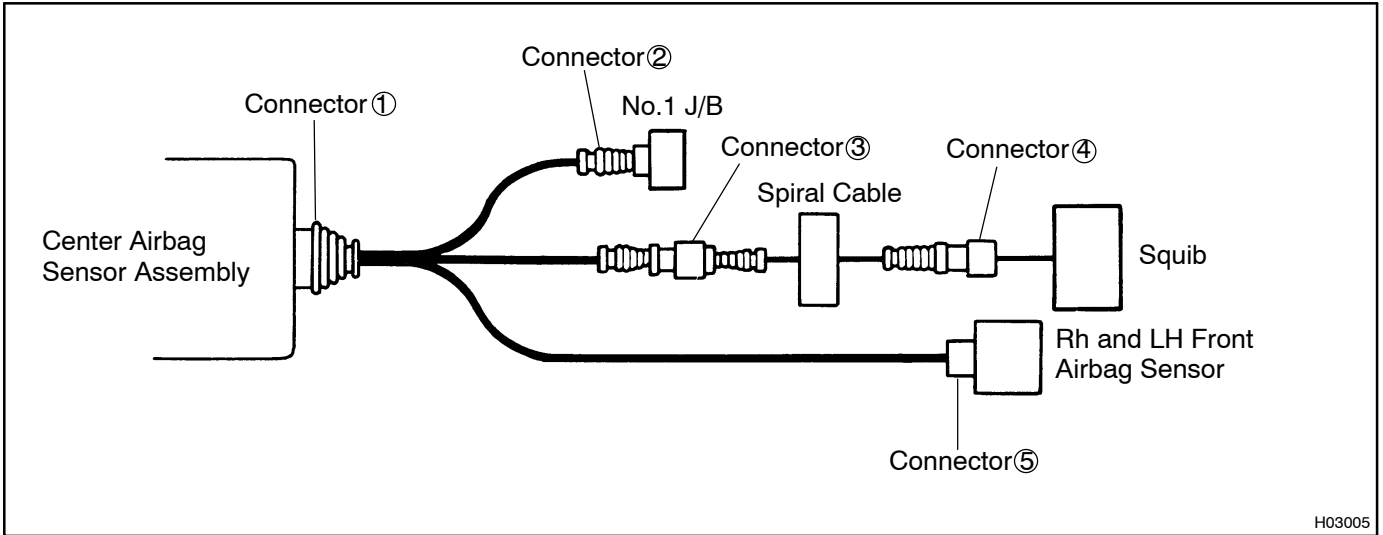 Connector②
No.1 J/B
Connector①
Connector③
Connector④
Spiral Cable
Center Airbag
Sensor Assembly
Squib
Rh and LH Front
Airbag Sensor
Connector⑤
H03005